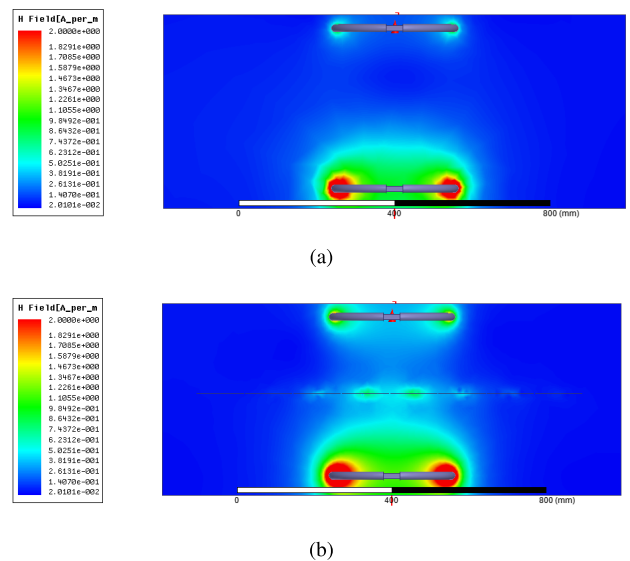 H Field[A_per_m
2.0000e+000
1.8291e+000
1.7085e+000
1.5879e+000
1.4673e+000
1.3467e+000
1.2261e+000
1.1055e+000
9.8492e-001
8.6432e-001
7.4372e-001
6.2312e-001
5.0251e-001
3.8191e-001
2.6131e-001
1.4070e-001
2.0101e-002
0 400 800 (mm)
(a)
H Field[A_per_m
2.0000e+000
1.8291e+000
1.7085e+000
1.5879e+000
1.4673e+000
1.3467e+000
1.2261e+000
1.1055e+000
9.8492e-001
8.6432e-001
7.4372e-001
6.2312e-001
5.0251e-001
3.8191e-001
2.6131e-001
1.4070e-001
2.0101e-002
0 400 800 (mm)
(b)